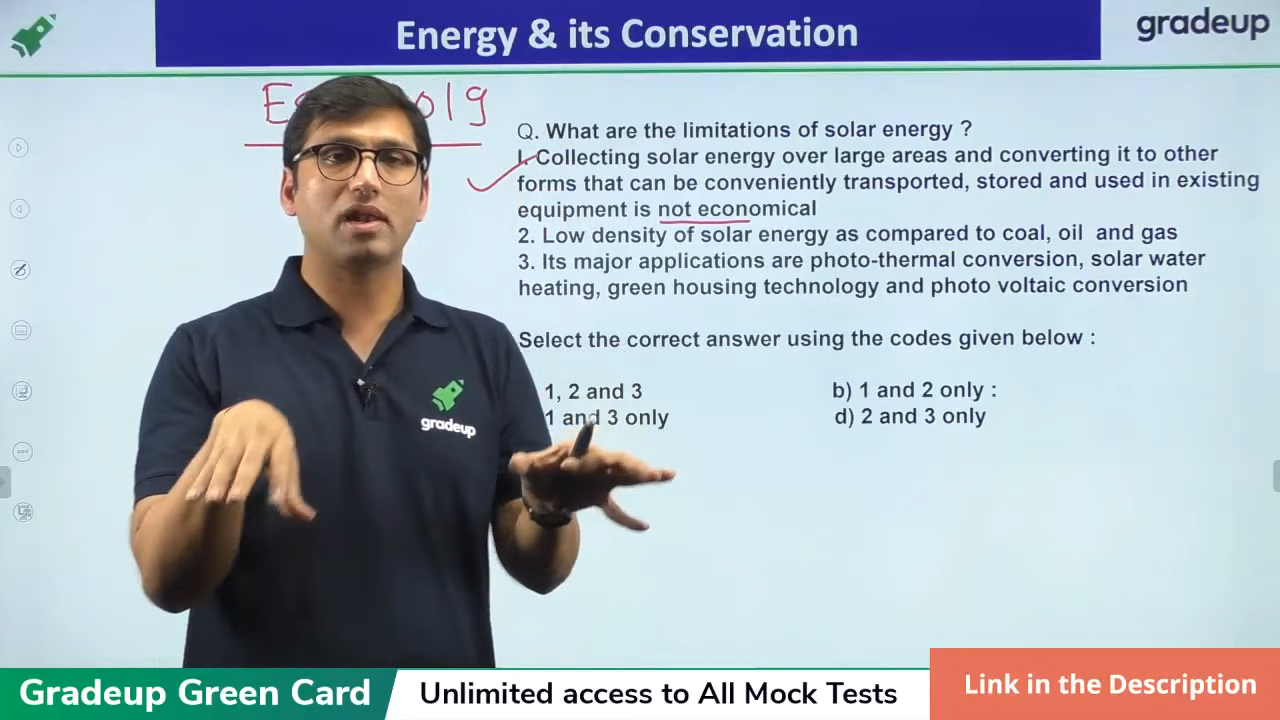 Energy & its Conservation
gradeup
019
Q. What are the limitations of solar energy ?
I. Collecting solar energy over large areas and converting it to other
forms that can be conveniently transported, stored and used in existing
equipment is not economical
2. Low density of solar energy as compared to coal, oil and gas
3. Its major applications are photo-thermal conversion, solar water
heating, green housing technology and photo voltaic conversion
Select the correct answer using the codes given below :
1, 2 and 3
b) 1 and 2 only :
1 and 3 only
d) 2 and 3 only
gradeup
Gradeup Green Card
Unlimited access to All Mock Tests
Link in the Description